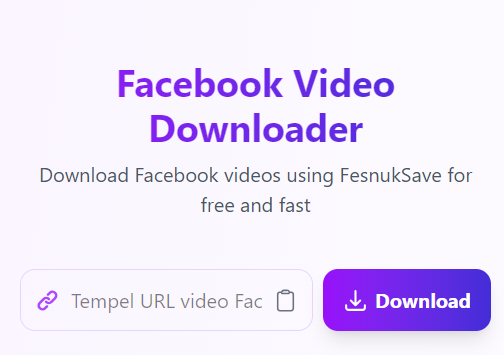 Facebook Video
Downloader
Download Facebook videos using FesnukSave for
free and fast
Tempel URL video Fac
Download